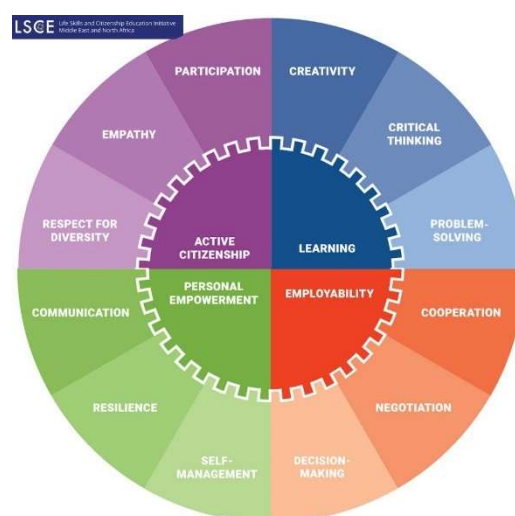 LSCE
Life Skills and Citizenship Education Initiative
Middle East and North Africa
PARTICIPATION
CREATIVITY
EMPATHY
CRITICAL
THINKING
RESPECT FOR
DIVERSITY
PROBLEM-
SOLVING
ACTIVE
CITIZENSHIP
LEARNING
PERSONAL
EMPOWERMENT
EMPLOYABILITY
COMMUNICATION
COOPERATION
RESILIENCE
NEGOTIATION
SELF-
MANAGEMENT
DECISION-
MAKING